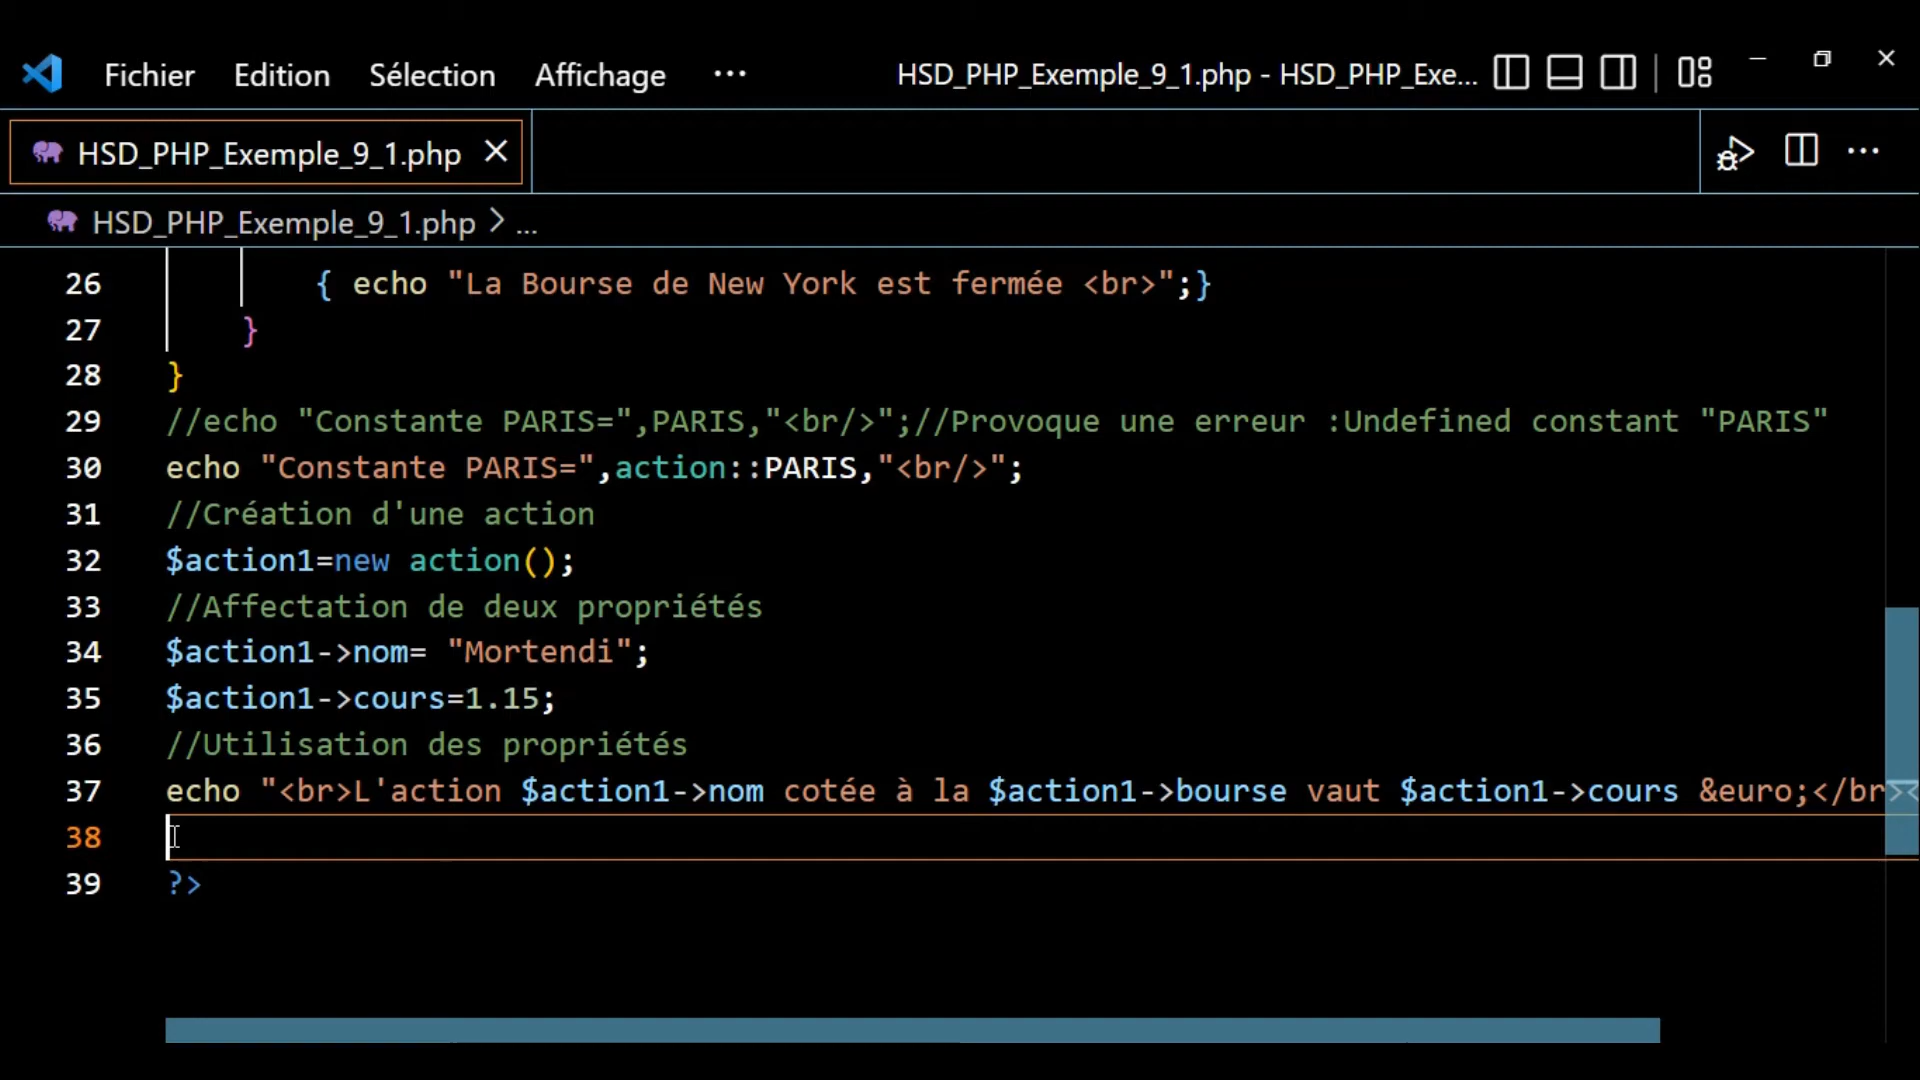 Fichier Edition Sélection Affichage ... HSD_PHP_Exemple_9_1.php - HSD_PHP_Exe...
HSD_PHP_Exemple_9_1.php
HSD_PHP_Exemple_9_1.php > ...
26 { echo "La Bourse de New York est fermée <br>";}
27 }
28 }
29 //echo "Constante PARIS=",PARIS,"<br/>";//Provoque une erreur :Undefined constant "PARIS"
30 echo "Constante PARIS=",action::PARIS,"<br/>";
31 //Création d'une action
32 $action1=new action();
33 //Affectation de deux propriétés
34 $action1->nom= "Mortendi";
35 $action1->cours=1.15;
36 //Utilisation des propriétés
37 echo "<br>L'action $action1->nom cotée à la $action1->bourse vaut $action1->cours &euro;</br><
38
39 ?>